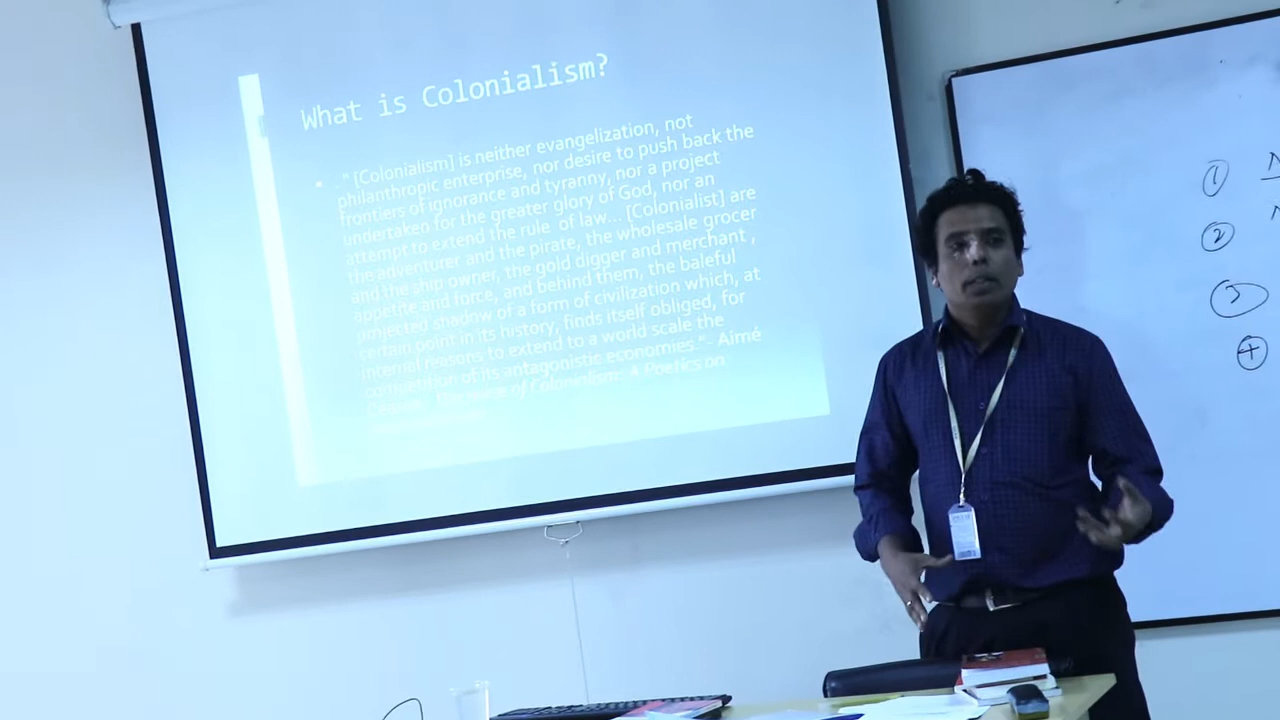 What is Colonialism?
" [Colonialism] is neither evangelization, not
philanthropic enterprise, nor desire to push back the
frontiers of ignorance and tyranny, nor a project
undertaken for the greater glory of God, nor an
attempt to extend the rule of law... [Colonialist] are
the adventurer and the pirate, the wholesale grocer
and the ship owner, the gold digger and merchant ,
appetite and force, and behind them, the baleful
projected shadow of a form of civilization which, at
certain point in its history, finds itself obliged, for
internal reasons to extend to a world scale the
competition of its antagonistic economies."- Aimé
of Colonialism: A Poetics on
1
2
3
4